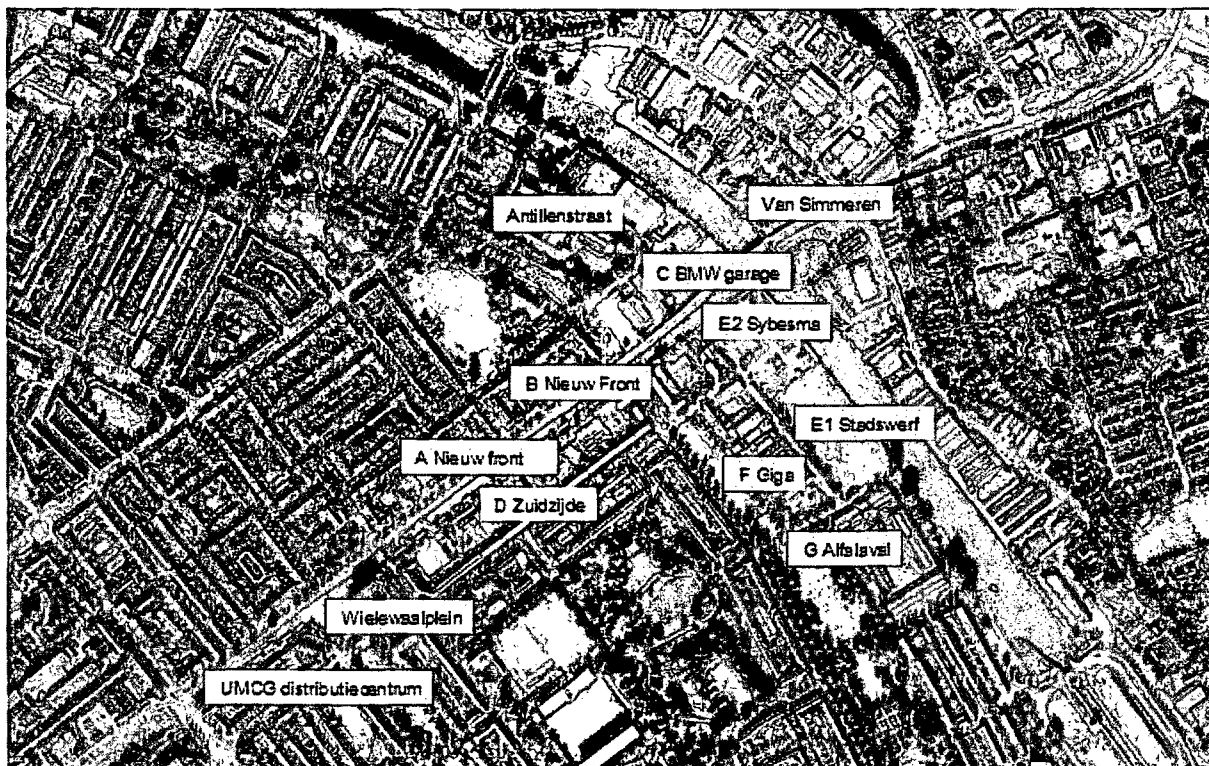 Antillenstraat
Van Simmeren
C BMW garage
E2 Sybesma
B Nieuw Front
E1 Stadswerf
A Nieuw front
F Giga
D Zuidzijde
G Alfalaval
Wielewaalplein
UMCG distributiecentrum